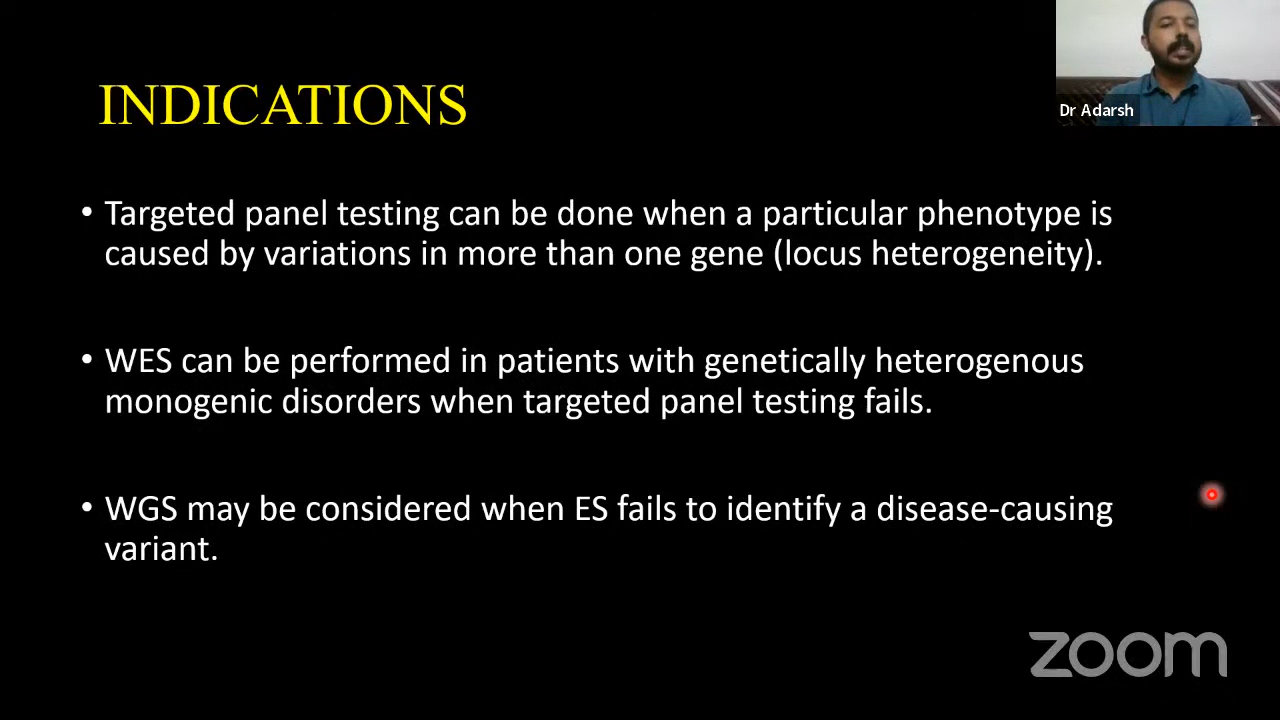 INDICATIONS
Dr Adarsh
• Targeted panel testing can be done when a particular phenotype is
caused by variations in more than one gene (locus heterogeneity).
• WES can be performed in patients with genetically heterogenous
monogenic disorders when targeted panel testing fails.
• WGS may be considered when ES fails to identify a disease-causing
variant.
zoom